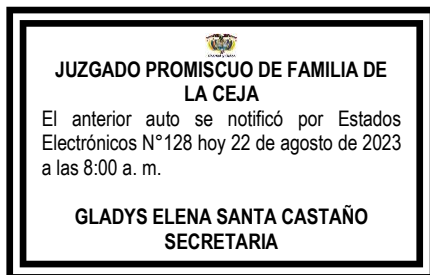 JUZGADO PROMISCUO DE FAMILIA DE
LA CEJA
El anterior auto se notificó por Estados
Electrónicos N°128 hoy 22 de agosto de 2023
a las 8:00 a. m.
GLADYS ELENA SANTA CASTAÑO
SECRETARIA